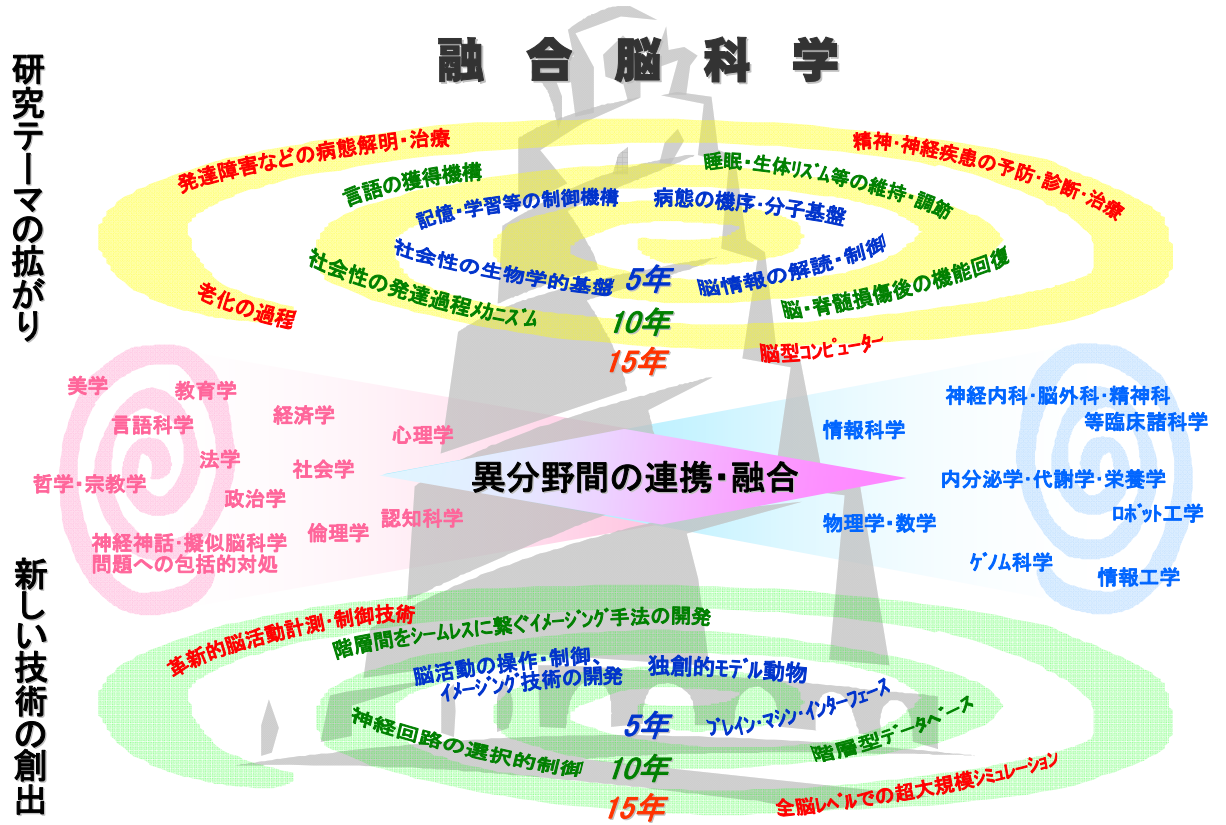 融合脳科学
研究テーマの拡がり
発達障害などの病態解明・治療
精神・神経疾患の予防・診断・治療
言語の獲得機構
睡眠・生体ﾘｽﾞﾑ等の維持・調節
記憶・学習等の制御機構
病態の機序・分子基盤
社会性の生物学的基盤
5年
脳情報の解読・制御
社会性の発達過程ﾒｶﾆｽﾞﾑ
10年
脳・脊髄損傷後の機能回復
老化の過程
15年
脳型ｺﾝﾋﾟｭｰﾀｰ
美学
教育学
経済学
言語科学
心理学
法学
社会学
哲学・宗教学
政治学
認知科学
倫理学
神経神話・擬似脳科学
問題への包括的対処
異分野間の連携・融合
神経内科・脳外科・精神科
等臨床諸科学
情報科学
内分泌学・代謝学・栄養学
ﾛﾎﾞｯﾄ工学
物理学・数学
ｹﾞﾉﾑ科学
情報工学
新しい技術の創出
革新的脳活動計測・制御技術
階層間をｼｰﾑﾚｽに繋ぐｲﾒｰｼﾞﾝｸﾞ手法の開発
脳活動の操作・制御、
ｲﾒｰｼﾞﾝｸﾞ技術の開発
独創的ﾓﾃﾞﾙ動物
5年
ﾌﾞﾚｲﾝ・ﾏｼﾝ・ｲﾝﾀｰﾌｪｰｽ
神経回路の選択的制御
10年
階層型ﾃﾞｰﾀﾍﾞｰｽ
15年
全脳ﾚﾍﾞﾙでの超大規模ｼﾐｭﾚｰｼｮﾝ